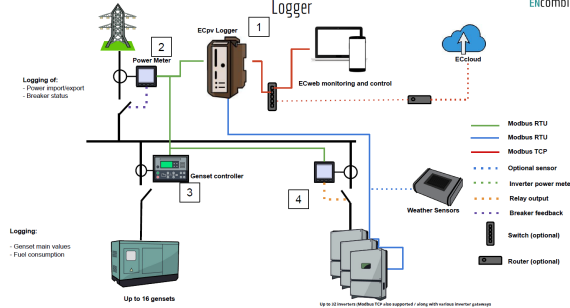 Logger
ENcombi
ECpv Logger
1
2
Power Meter
ECcloud
ECweb monitoring and control
Logging of:
- Power import/export
- Breaker status
Modbus RTU
Modbus RTU
Modbus TCP
Optional sensor
Inverter power mete
Relay output
Breaker feedback
Switch (optional)
Router (optional)
Genset controller
3
4
Weather Sensors
Logging:
- Genset main values
- Fuel consumption
Up to 16 gensets
Up to 32 inverters (Modbus TCP also supported / along with various inverter gateways